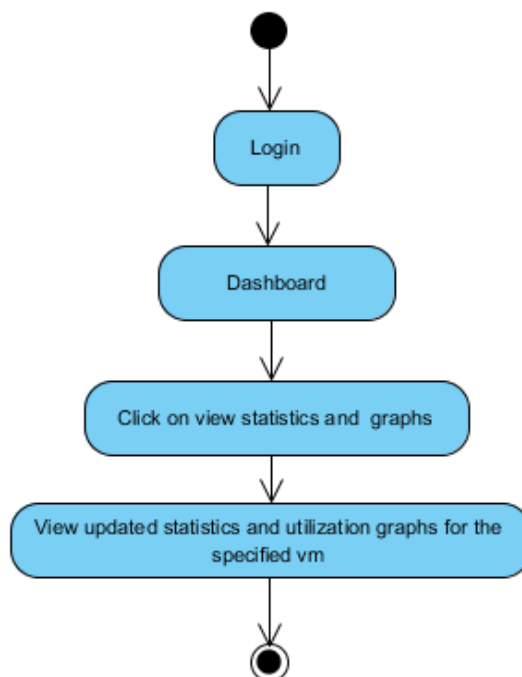 Login
Dashboard
Click on view statistics and  graphs
View updated statistics and utilization graphs for the
specified vm